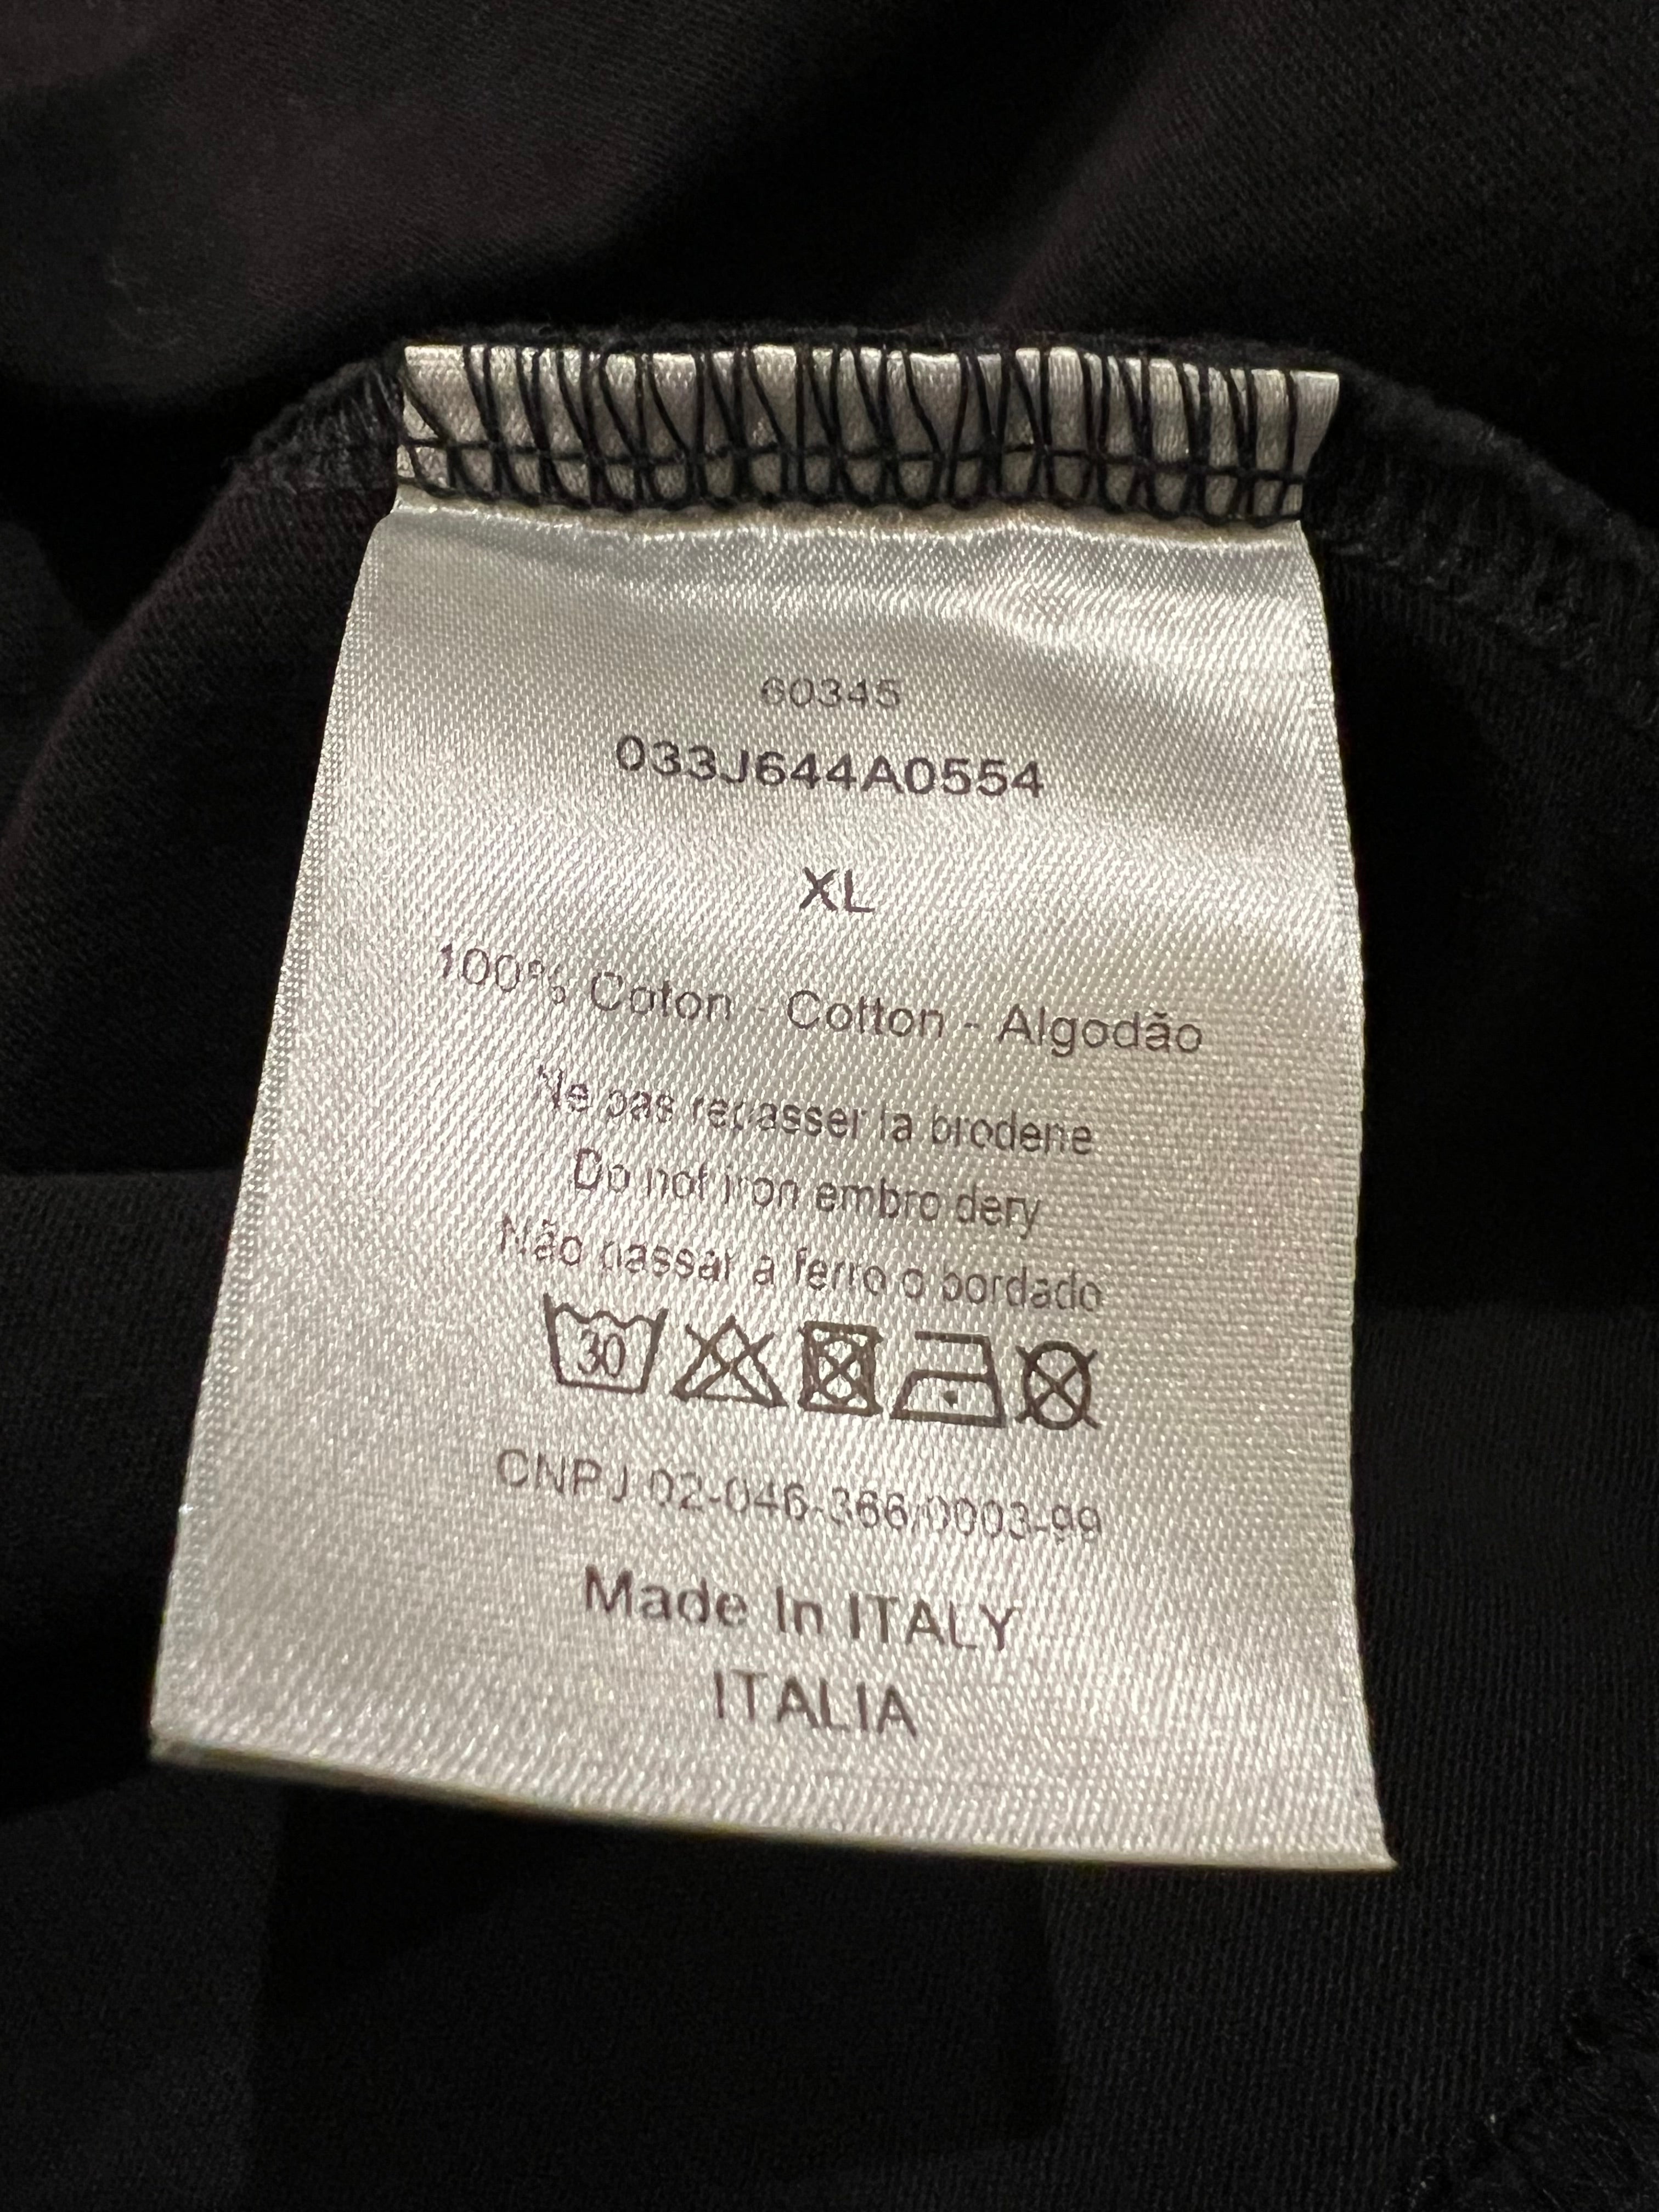 60345
033J644A0554
XL
100% Coton - Cotton - Algodão
Ne pas repasser la broderie
Do not iron embroidery
Não passar a ferro o bordado
30
CNPJ 02-046-366/0003-99
Made In ITALY
ITALIA